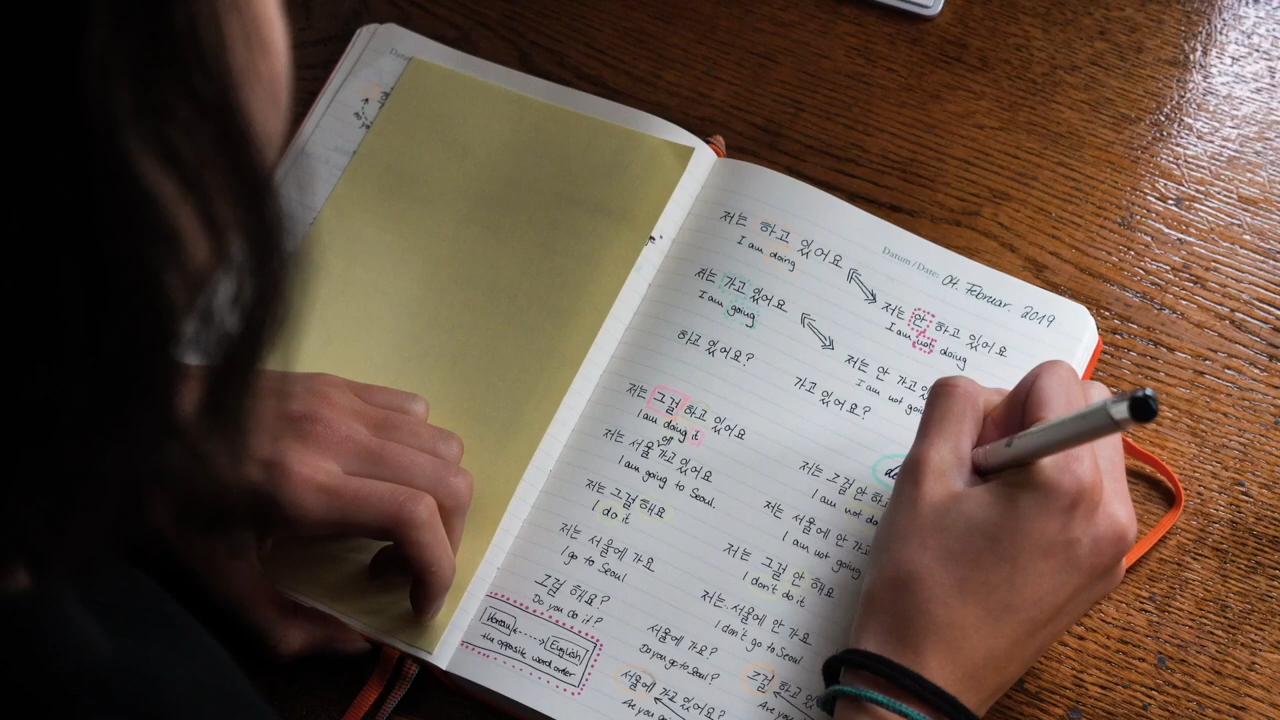 Datum / Date: 04. Februar. 2019
저는 하고 있어요
I am doing
저는 안 하고 있어요
I am not doing
저는 가고 있어요
I am going
저는 안 가고
I am not
하고 있어요?
가고 있어요?
저는 그걸 하고 있어요
I am doing it
저는 그걸 안
I am not
에
저는 서울 가고 있어요
I am going to Seoul.
저는 서울에 안
I am not going
저는 그걸 해요
I do it
저는 그걸 안 해요
I don't do it
저는 서울에 가요
I go to Seoul
저는 서울에 안 가요
I don't go to Seoul
그걸 해요?
Do you do it?
서울에 가요?
Do you go to Seoul?
Korean English
the opposite word order
서울에 가고 있어요?
Are you
그걸 하고
Are you